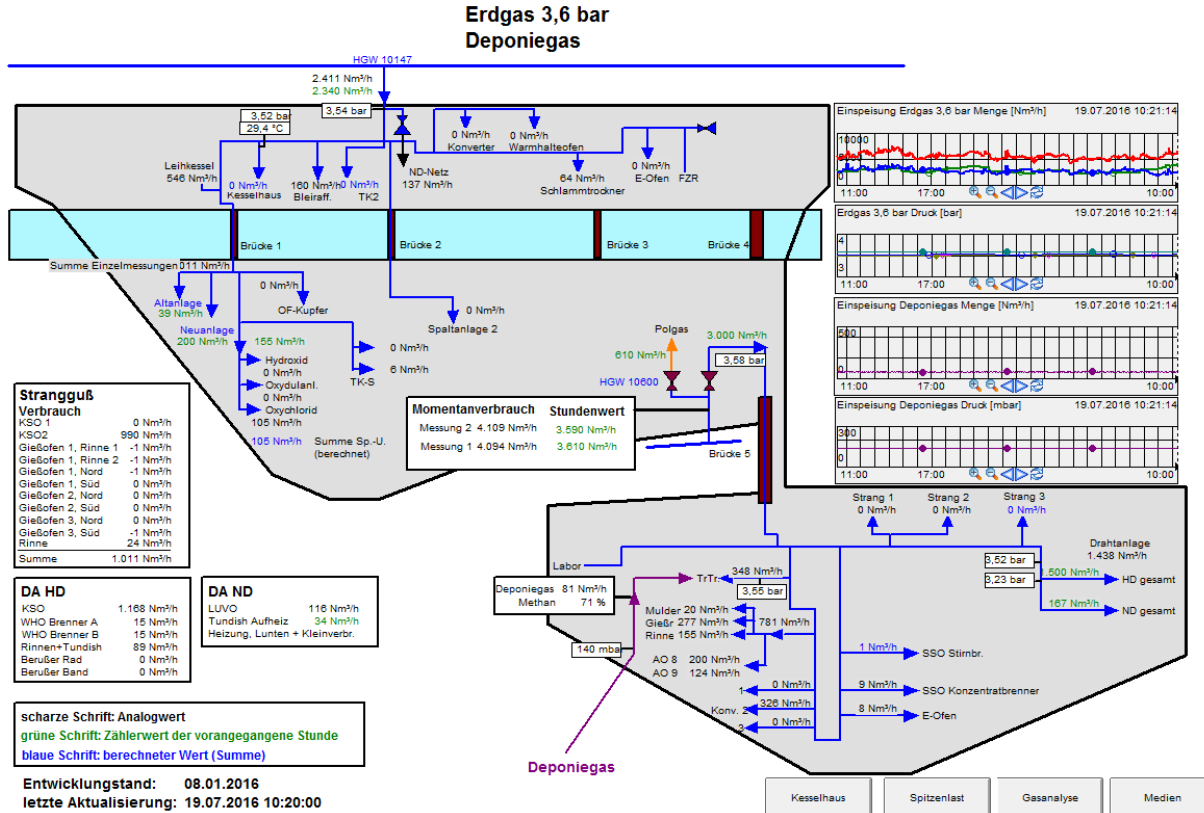 Erdgas 3,6 bar
Deponiegas
HGW 10147
2.411 Nm³/h
2.340 Nm³/h
3,54 bar
3,52 bar
29,4 °C
0 Nm³/h
Konverter
0 Nm³/h
Warmhalteofen
Leihkessel
546 Nm³/h
0 Nm³/h
Kesselhaus
160 Nm³/h
Bleiraff.
0 Nm³/h
TK2
ND-Netz
137 Nm³/h
64 Nm³/h
Schlammtrockner
0 Nm³/h
E-Ofen
FZR
Brücke 1
Brücke 2
Brücke 3
Brücke 4
Summe Einzelmessungen
011 Nm³/h
Altanlage
39 Nm³/h
Neuanlage
200 Nm³/h
0 Nm³/h
OF-Kupfer
155 Nm³/h
0 Nm³/h
Spaltanlage 2
Hydroxid
0 Nm³/h
Oxydulanl.
0 Nm³/h
Oxychlorid
105 Nm³/h
105 Nm³/h
Summe Sp.-U.
(berechnet)
0 Nm³/h
6 Nm³/h
TK-S
Polgas
610 Nm³/h
3.000 Nm³/h
3,58 bar
HGW 10600
Brücke 5
Momentanverbrauch Stundenwert
Messung 2 4.109 Nm³/h 3.590 Nm³/h
Messung 1 4.094 Nm³/h 3.610 Nm³/h
Einspeisung Erdgas 3,6 bar Menge [Nm³/h] 19.07.2016 10:21:14
10000
11:00 17:00 10:00
Erdgas 3,6 bar Druck [bar] 19.07.2016 10:21:14
4
3
11:00 17:00 10:00
Einspeisung Deponiegas Menge [Nm³/h] 19.07.2016 10:21:14
500
0
11:00 17:00 10:00
Einspeisung Deponiegas Druck [mbar] 19.07.2016 10:21:14
300
0
11:00 17:00 10:00
Strangguß
Verbrauch
KSO 1 0 Nm³/h
KSO2 990 Nm³/h
Gießofen 1, Rinne 1 -1 Nm³/h
Gießofen 1, Rinne 2 -1 Nm³/h
Gießofen 1, Nord -1 Nm³/h
Gießofen 1, Süd 0 Nm³/h
Gießofen 2, Nord 0 Nm³/h
Gießofen 2, Süd 0 Nm³/h
Gießofen 3, Nord 0 Nm³/h
Gießofen 3, Süd -1 Nm³/h
Rinne 24 Nm³/h
Summe 1.011 Nm³/h
DA HD
KSO 1.168 Nm³/h
WHO Brenner A 15 Nm³/h
WHO Brenner B 15 Nm³/h
Rinnen+Tundish 89 Nm³/h
Berußer Rad 0 Nm³/h
Berußer Band 0 Nm³/h
DA ND
LUVO 116 Nm³/h
Tundish Aufheiz 34 Nm³/h
Heizung, Lunten + Kleinverbr.
Strang 1
0 Nm³/h
Strang 2
0 Nm³/h
Strang 3
0 Nm³/h
Drahtanlage
1.438 Nm³/h
3,52 bar
3,23 bar
1.500 Nm³/h
HD gesamt
167 Nm³/h
ND gesamt
Labor
Deponiegas 81 Nm³/h
Methan 71 %
TrTr.
348 Nm³/h
3,55 bar
Mulder 20 Nm³/h
Gießr 277 Nm³/h
Rinne 155 Nm³/h
781 Nm³/h
140 mba
AO 8 200 Nm³/h
AO 9 124 Nm³/h
1 0 Nm³/h
Konv. 2 326 Nm³/h
3 0 Nm³/h
1 Nm³/h
SSO Stirnbr.
9 Nm³/h
SSO Konzentratbrenner
8 Nm³/h
E-Ofen
Deponiegas
scharze Schrift: Analogwert
grüne Schrift: Zählerwert der vorangegangene Stunde
blaue Schrift: berechneter Wert (Summe)
Entwicklungstand: 08.01.2016
letzte Aktualisierung: 19.07.2016 10:20:00
Kesselhaus
Spitzenlast
Gasanalyse
Medien